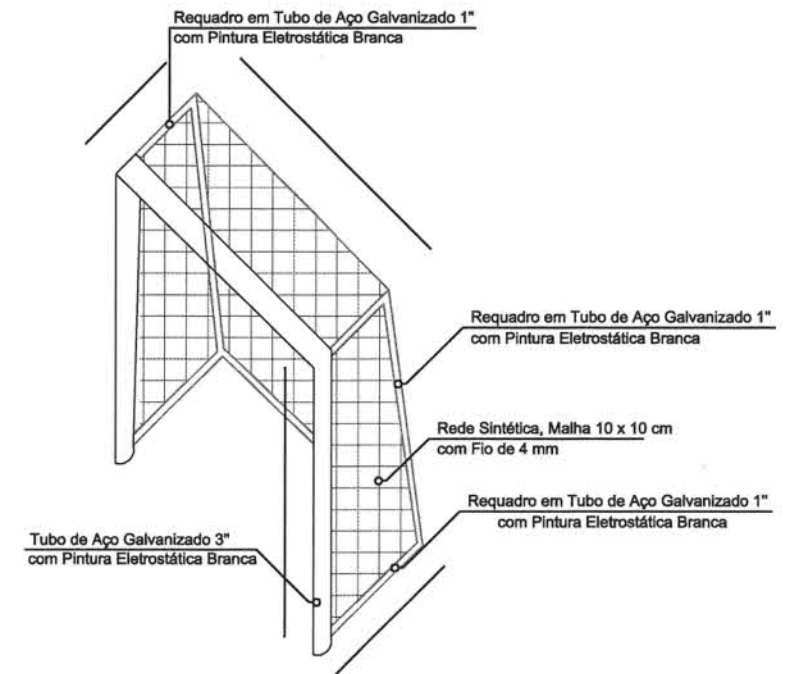 Requadro em Tubo de Aço Galvanizado 1"
com Pintura Eletrostática Branca
Requadro em Tubo de Aço Galvanizado 1"
com Pintura Eletrostática Branca
Rede Sintética, Malha 10 x 10 cm
com Fio de 4 mm
Requadro em Tubo de Aço Galvanizado 1"
com Pintura Eletrostática Branca
Tubo de Aço Galvanizado 3"
com Pintura Eletrostática Branca